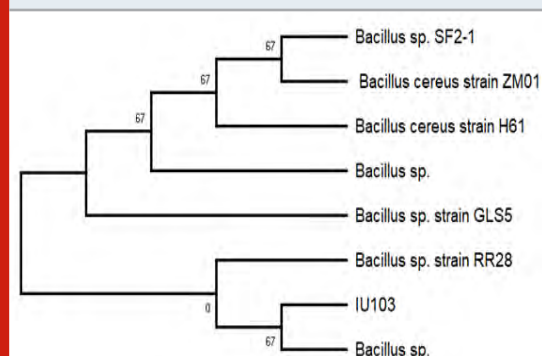 Bacillus sp. SF2-1
67
Bacillus cereus strain ZM01
67
Bacillus cereus strain H61
67
Bacillus sp.
Bacillus sp. strain GLS5
Bacillus sp. strain RR28
0
IU103
67
Bacillus sp.